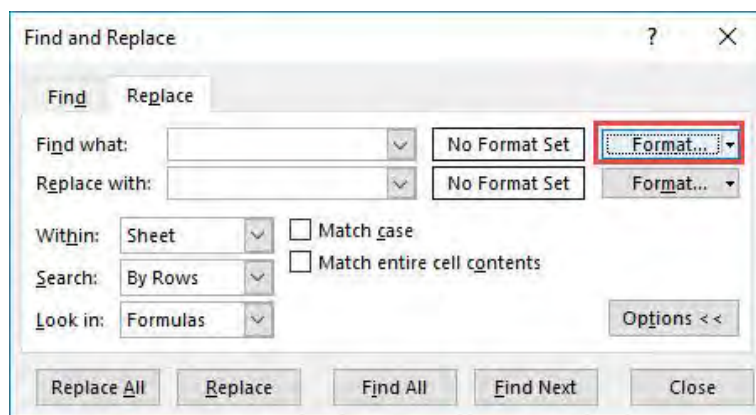 Find and Replace ? X
Find Replace
Find what: No Format Set Format...
Replace with: No Format Set Format...
Within: Sheet Match case
Match entire cell contents
Search: By Rows
Look in: Formulas Options <<
Replace All Replace Find All Find Next Close